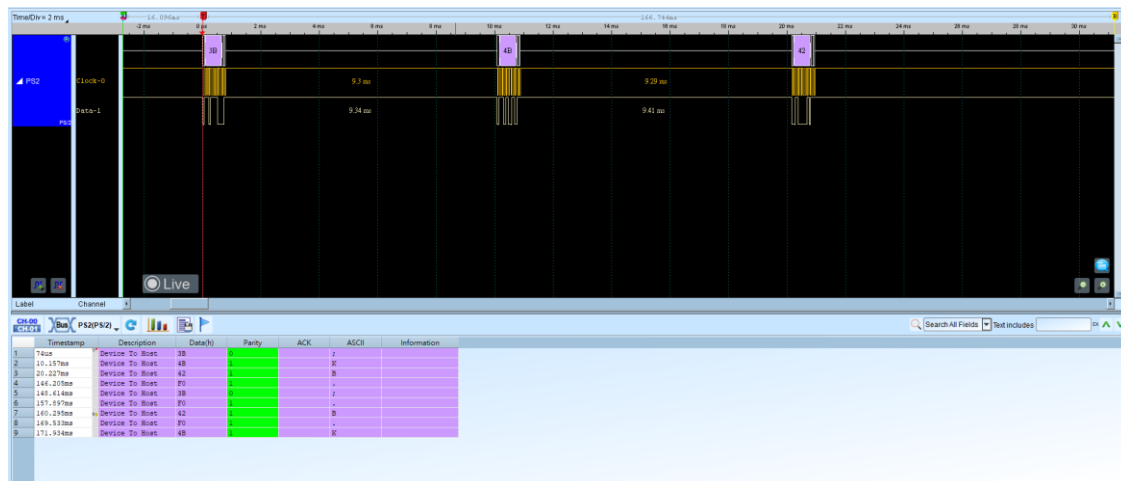 Time/Div = 2 ms
16.096ms
166.744ms
-2 ms 0 ps 2 ms 4 ms 6 ms 8 ms 10 ms 12 ms 14 ms 16 ms 18 ms 20 ms 22 ms 24 ms 26 ms 28 ms 30 ms
3B 4B 42
PS2 Clock-0 9.3 ms 9.29 ms
Data-1 9.34 ms 9.41 ms
Live
Label Channel
CH-00
CH-01 Bus PS2(PS/2) Search All Fields Text includes
Timestamp Description Data(h) Parity ACK ASCII Information
1 74us Device To Host 3B 0 ;
2 10.157ms Device To Host 4B 1 K
3 20.227ms Device To Host 42 1 B
4 146.205ms Device To Host F0 1 .
5 148.614ms Device To Host 3B 0 ;
6 157.897ms Device To Host F0 1 .
7 160.295ms Device To Host 42 1 B
8 169.533ms Device To Host F0 1 .
9 171.934ms Device To Host 4B 1 K